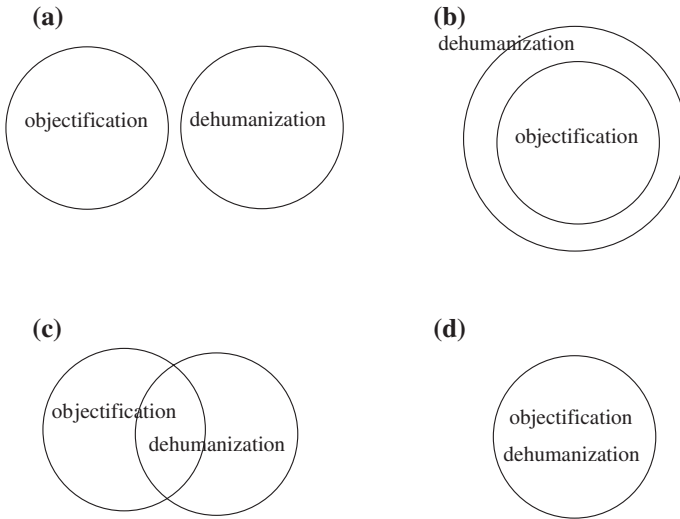 (a)
objectification
dehumanization
(b)
dehumanization
objectification
(c)
objectification
dehumanization
(d)
objectification
dehumanization